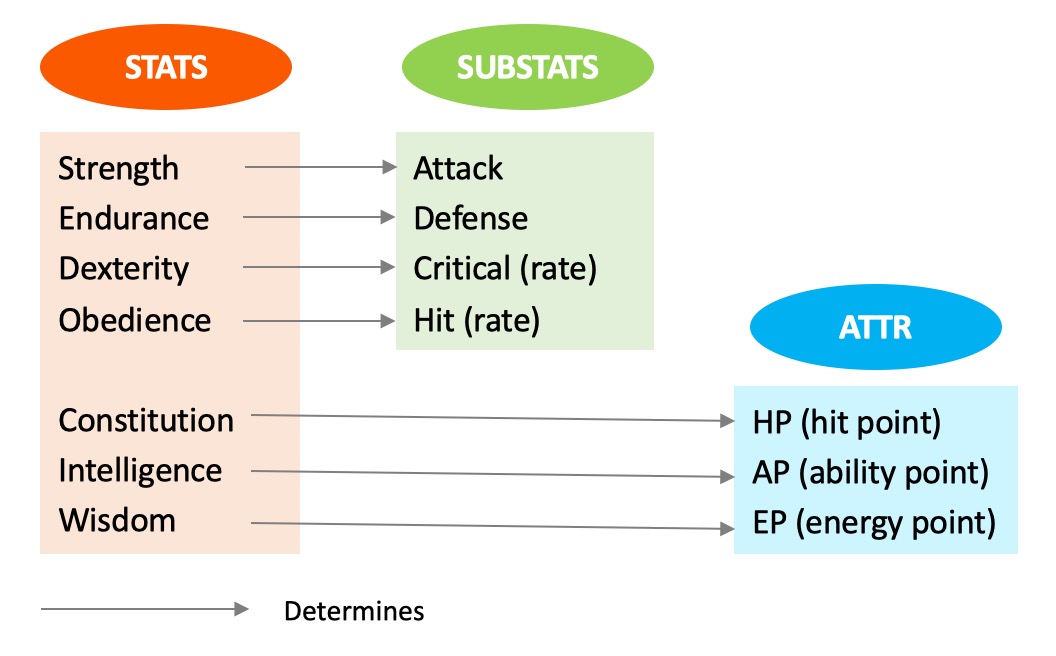 STATS
SUBSTATS
Strength
Attack
Endurance
Defense
Dexterity
Critical (rate)
Obedience
Hit (rate)
ATTR
Constitution
HP (hit point)
Intelligence
AP (ability point)
Wisdom
EP (energy point)
Determines